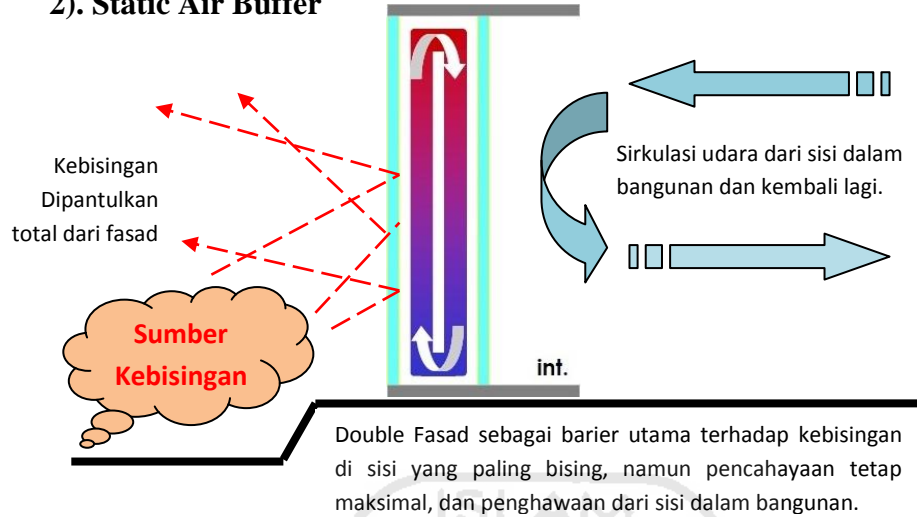 2). Static Air Buffer
Kebisingan
Dipantulkan
total dari fasad
Sirkulasi udara dari sisi dalam
bangunan dan kembali lagi.
Sumber
Kebisingan
int.
Double Fasad sebagai barier utama terhadap kebisingan
di sisi yang paling bising, namun pencahayaan tetap
maksimal, dan penghawaan dari sisi dalam bangunan.